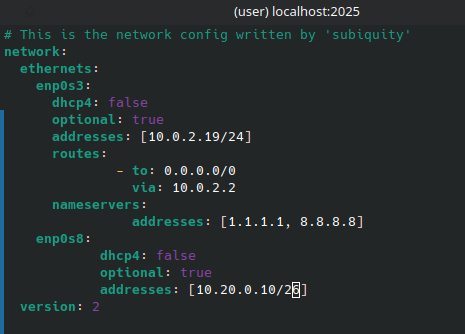 (user) localhost:2025
# This is the network config written by 'subiquity'
network:
  ethernets:
    enp0s3:
      dhcp4: false
      optional: true
      addresses: [10.0.2.19/24]
      routes:
              - to: 0.0.0.0/0
                via: 10.0.2.2
      nameservers:
                addresses: [1.1.1.1, 8.8.8.8]
    enp0s8:
            dhcp4: false
            optional: true
            addresses: [10.20.0.10/26]
  version: 2